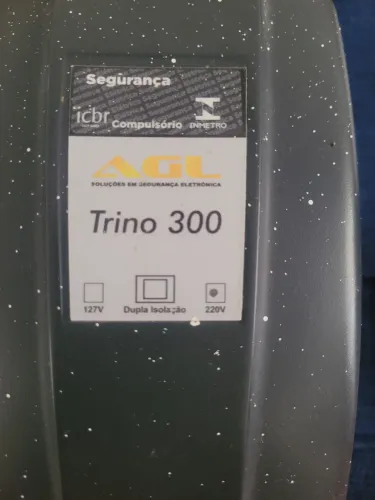 Segurança
icbr
Compulsório
INMETRO
AGL
SOLUÇÕES EM SEGURANÇA ELETRÔNICA
Trino 300
127V
Dupla Isolação
220V